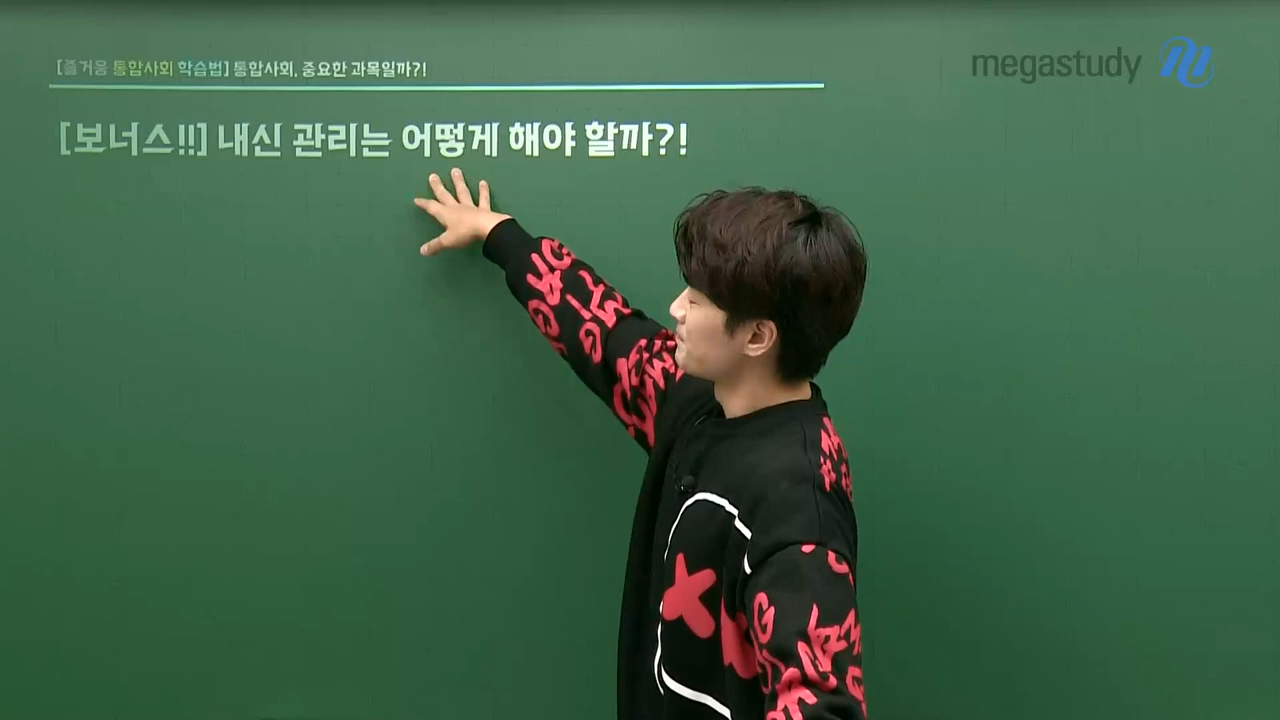 [즐거웅 통합사회 학습법] 통합사회, 중요한 과목일까?!
megastudy
[보너스!!] 내신 관리는 어떻게 해야 할까?!